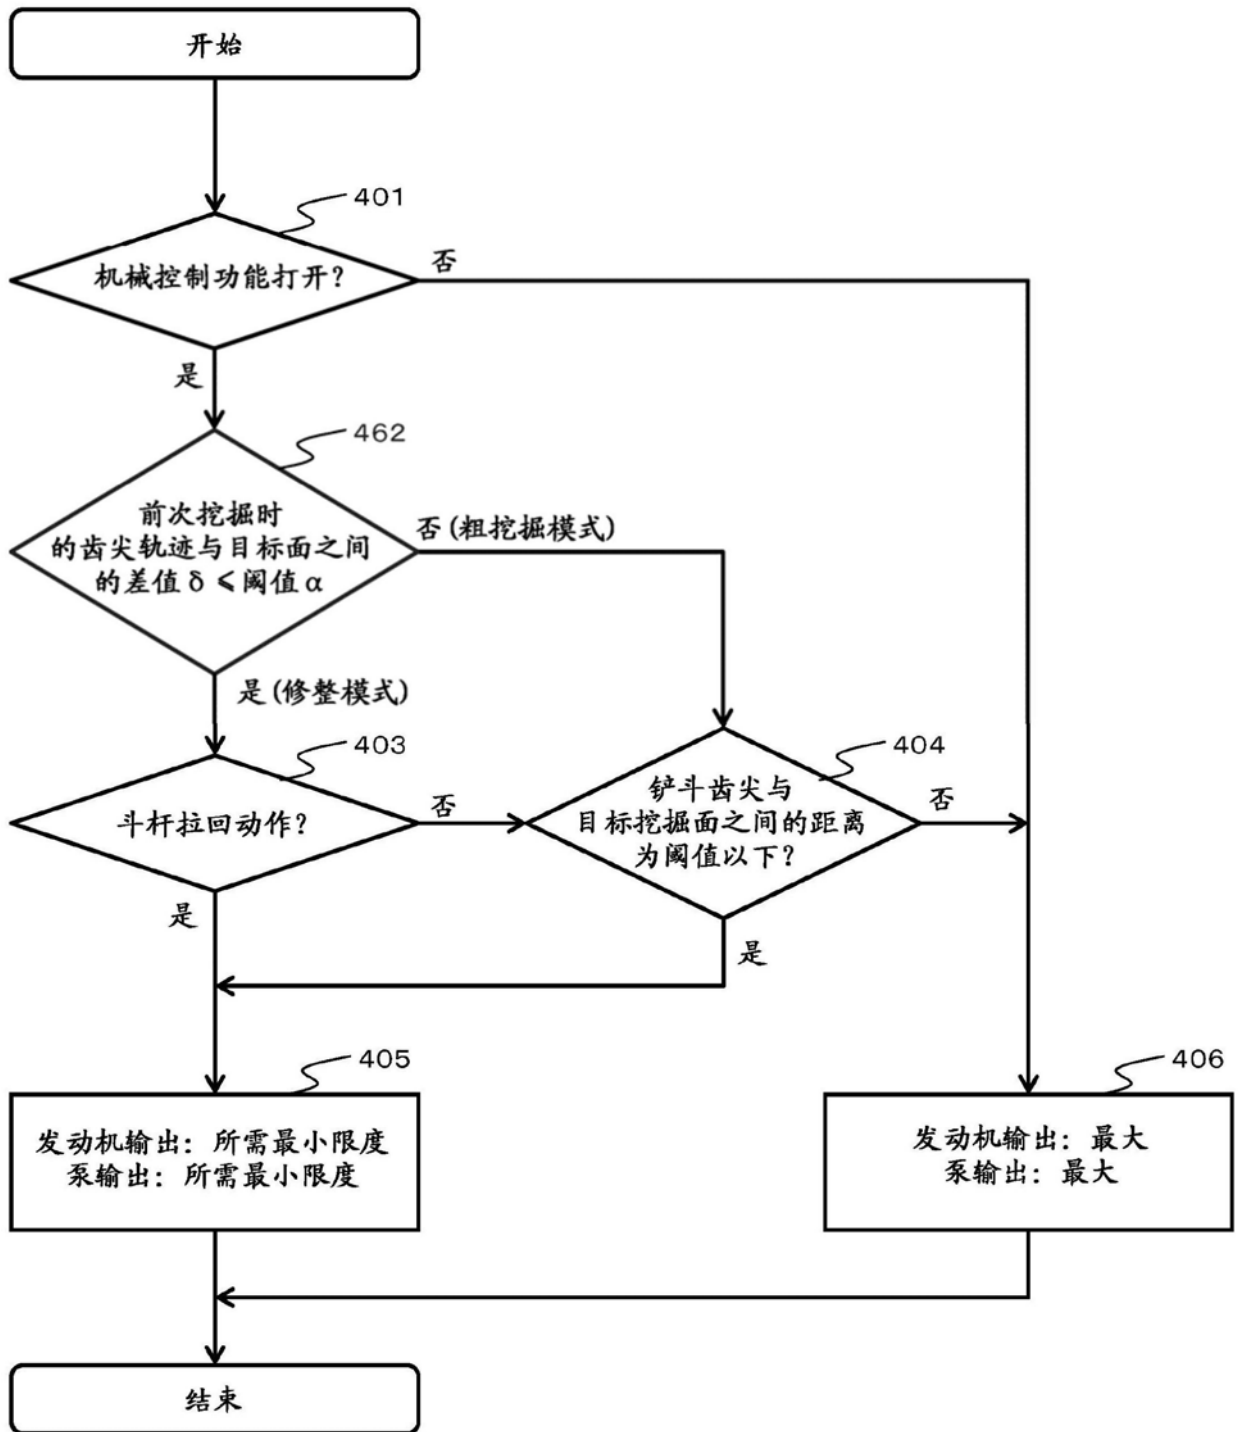 开始
401
机械控制功能打开？
否
是
462
前次挖掘时
的齿尖轨迹与目标面之间
的差值δ≤阈值α
否(粗挖掘模式)
是(修整模式)
403
斗杆拉回动作？
否
404
铲斗齿尖与
目标挖掘面之间的距离
为阈值以下？
否
是
是
405
发动机输出：所需最小限度
泵输出：所需最小限度
406
发动机输出：最大
泵输出：最大
结束